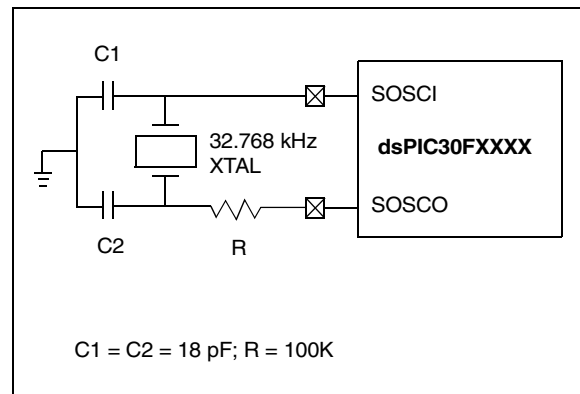 C1
SOSCI
32.768 kHz
XTAL
dsPIC30FXXXX
SOSCO
C2
R
C1 = C2 = 18 pF; R = 100K